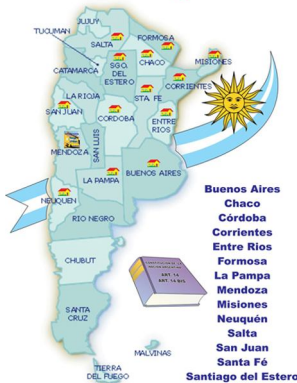 JUJUY
TUCUMAN
SALTA
FORMOSA
CHACO
MISIONES
SGO.
DEL
ESTERO
CATAMARCA
CORRIENTES
STA. FE
LA RIOJA
SAN JUAN
CORDOBA
ENTRE
RIOS
MENDOZA
SAN LUIS
BUENOS AIRES
LA PAMPA
NEUQUEN
RIO NEGRO
CHUBUT
SANTA
CRUZ
MALVINAS
TIERRA
DEL FUEGO
ART. 14
ART. 14 BIS
Buenos Aires
Chaco
Córdoba
Corrientes
Entre Rios
Formosa
La Pampa
Mendoza
Misiones
Neuquén
Salta
San Juan
Santa Fé
Santiago del Estero